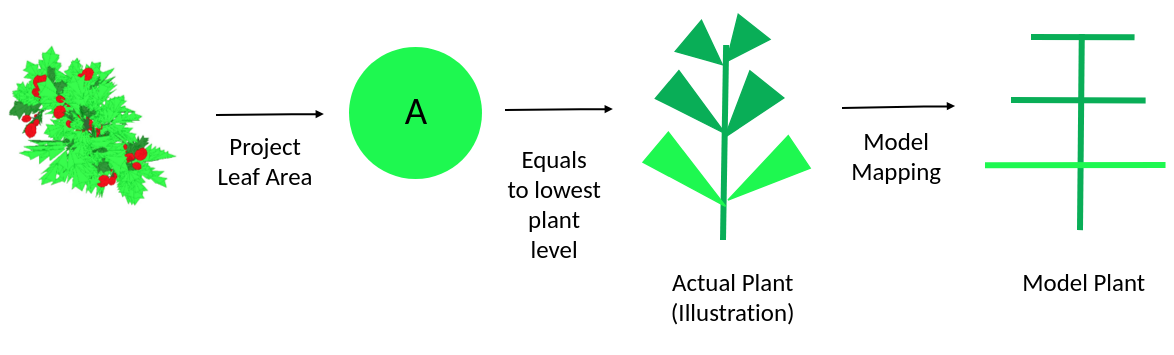 Project
Leaf Area
A
Equals
to lowest
plant
level
Actual Plant
(Illustration)
Model
Mapping
Model Plant